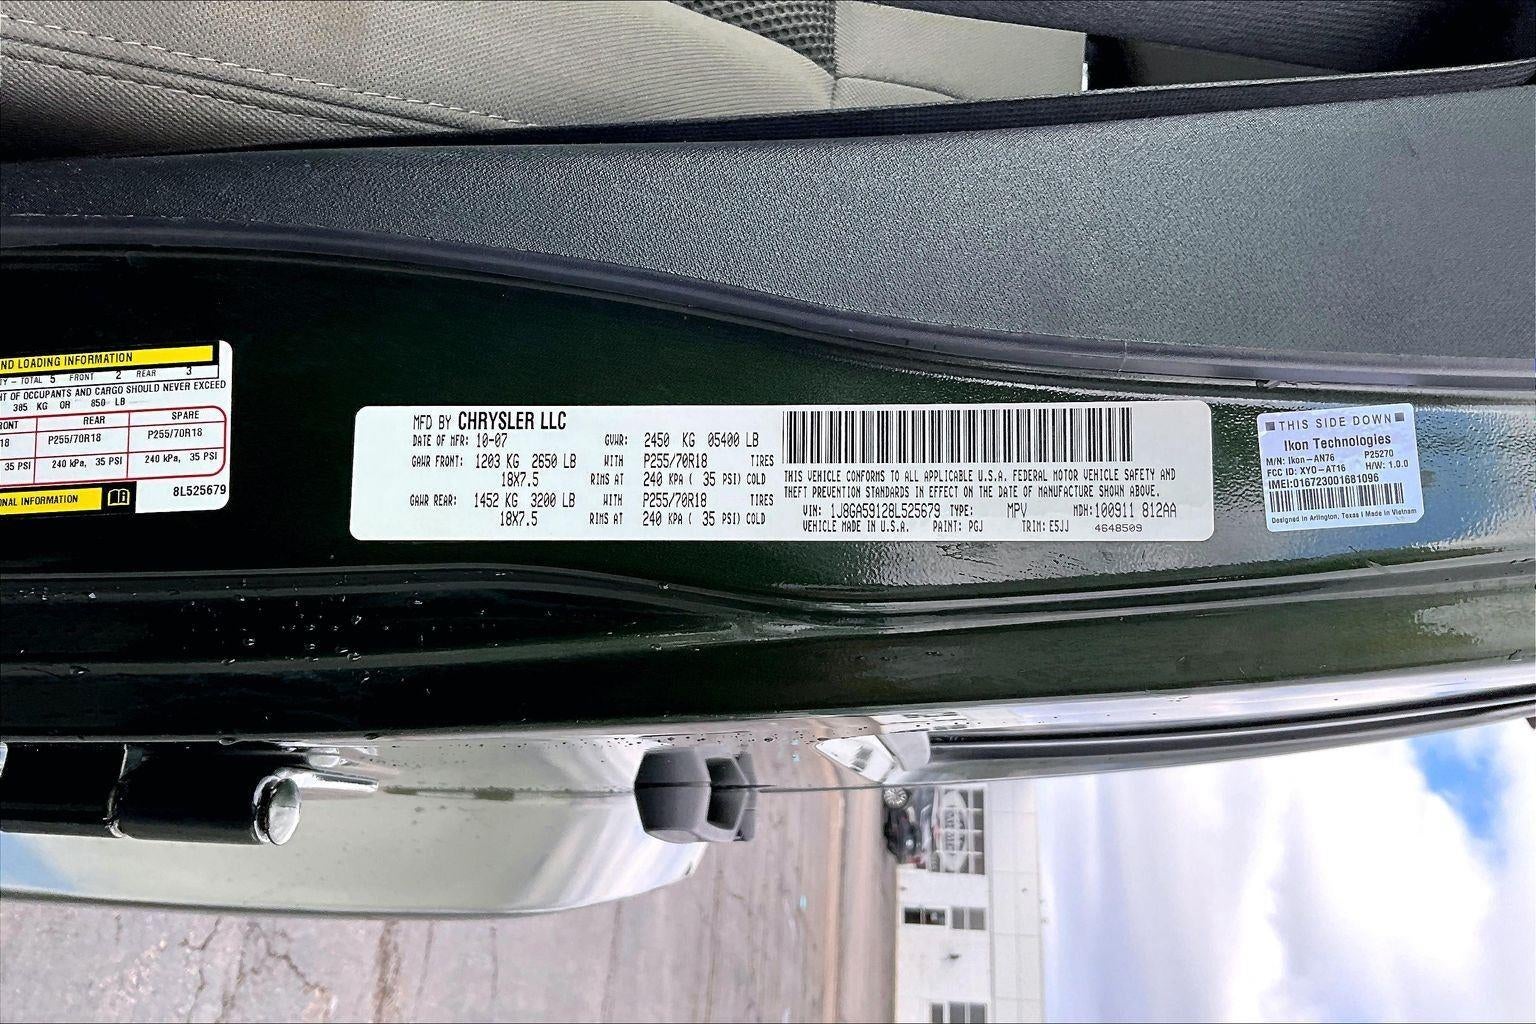 ND LOADING INFORMATION
TY - TOTAL 5 FRONT 2 REAR 3
HT OF OCCUPANTS AND CARGO SHOULD NEVER EXCEED
385 KG OR 850 LB
RONT REAR SPARE
18 P255/70R18 P255/70R18
35 PSI 240 kPa, 35 PSI 240 kPa, 35 PSI
ONAL INFORMATION
8L525679
MFD BY CHRYSLER LLC
DATE OF MFR: 10-07 GVWR: 2450 KG 05400 LB
GAWR FRONT: 1203 KG 2650 LB WITH P255/70R18 TIRES
18X7.5 RIMS AT 240 KPA ( 35 PSI) COLD
GAWR REAR: 1452 KG 3200 LB WITH P255/70R18 TIRES
18X7.5 RIMS AT 240 KPA ( 35 PSI) COLD
THIS VEHICLE CONFORMS TO ALL APPLICABLE U.S.A. FEDERAL MOTOR VEHICLE SAFETY AND
THEFT PREVENTION STANDARDS IN EFFECT ON THE DATE OF MANUFACTURE SHOWN ABOVE.
VIN: 1J8GA59128L525679 TYPE: MPV MDH: 100911 812AA
VEHICLE MADE IN U.S.A. PAINT: PGJ TRIM: E5JJ 4648509
THIS SIDE DOWN
Ikon Technologies
M/N: Ikon-AN76 P25270
FCC ID: XYO-AT16 H/W: 1.0.0
IMEI:016723001681096
Designed in Arlington, Texas | Made in Vietnam